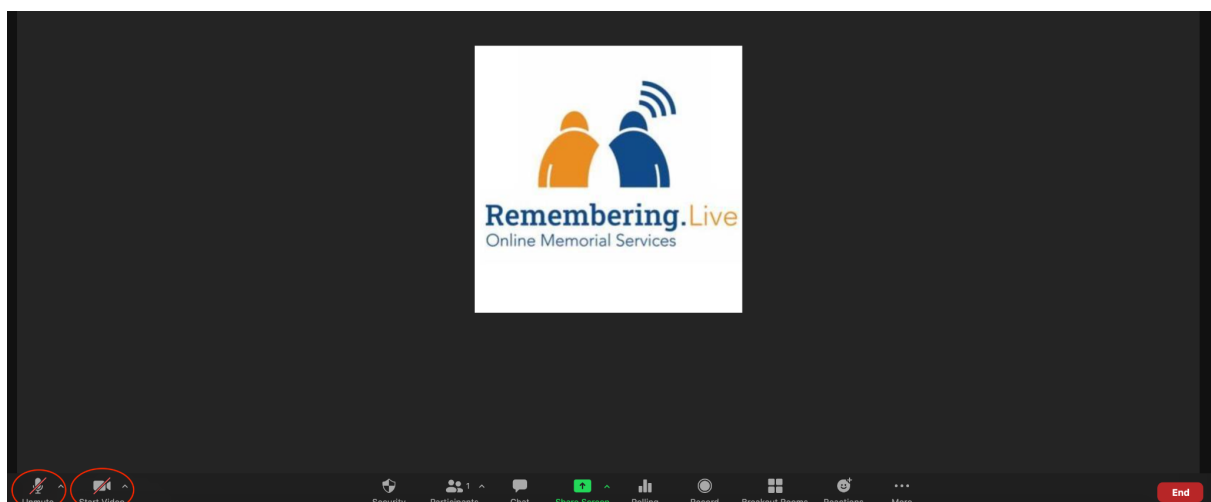 Remembering.Live
Online Memorial Services
Unmute
Start Video
Security
Participants
1
Chat
Share Screen
Polling
Record
Breakout Rooms
Reactions
More
End